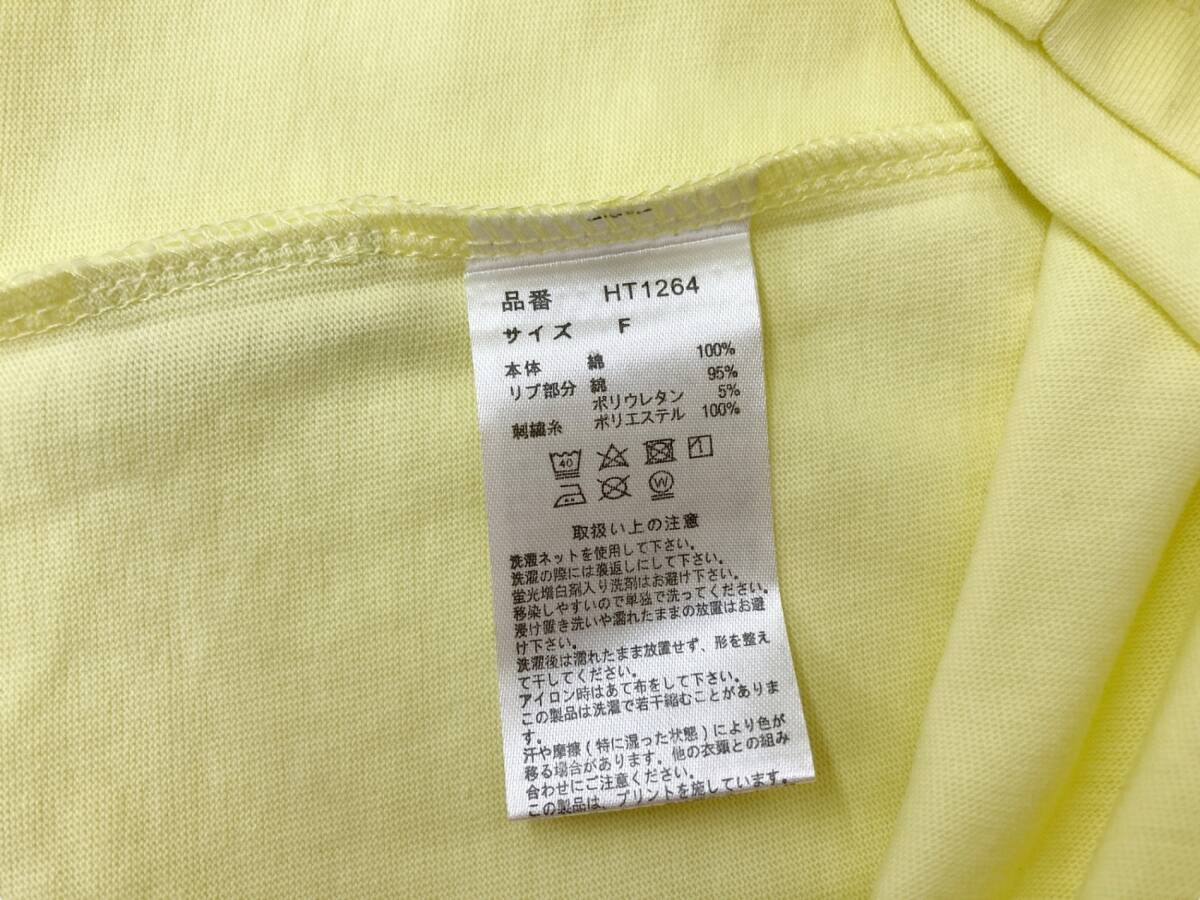 品番 HT1264
サイズ F
本体 綿 100%
リブ部分 綿 95%
ポリウレタン 5%
刺繍糸 ポリエステル 100%
40
1
W
取扱い上の注意
洗濯ネットを使用して下さい。
洗濯の際には裏返しにして下さい。
蛍光増白剤入り洗剤はお避け下さい。
移染しやすいので単独で洗ってください。
浸け置き洗いや濡れたままの放置はお避
け下さい。
洗濯後は濡れたまま放置せず、形を整え
て干してください。
アイロン時はあて布をして下さい。
この製品は洗濯で若干縮むことがありま
す。
汗や摩擦(特に湿った状態)により色が
移る場合があります。他の衣類との組み
合わせにご注意ください。
この製品は、プリントを施しています。